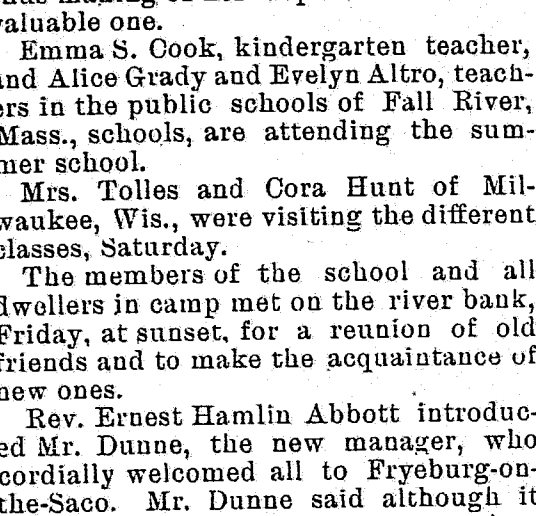 valuable one.
Emma S. Cook, kindergarten teacher,
and Alice Grady and Evelyn Altro, teach-
ers in the public schools of Fall River,
Mass., schools, are attending the sum-
mer school.
Mrs. Tolles and Cora Hunt of Mil-
waukee, Wis., were visiting the different
classes, Saturday.
The members of the school and all
dwellers in camp met on the river bank,
Friday, at sunset, for a reunion of old
friends and to make the acquaintance of
new ones.
Rev. Ernest Hamlin Abbott introduc-
ed Mr. Dunne, the new manager, who
cordially welcomed all to Fryeburg-on-
the-Saco. Mr. Dunne said although it